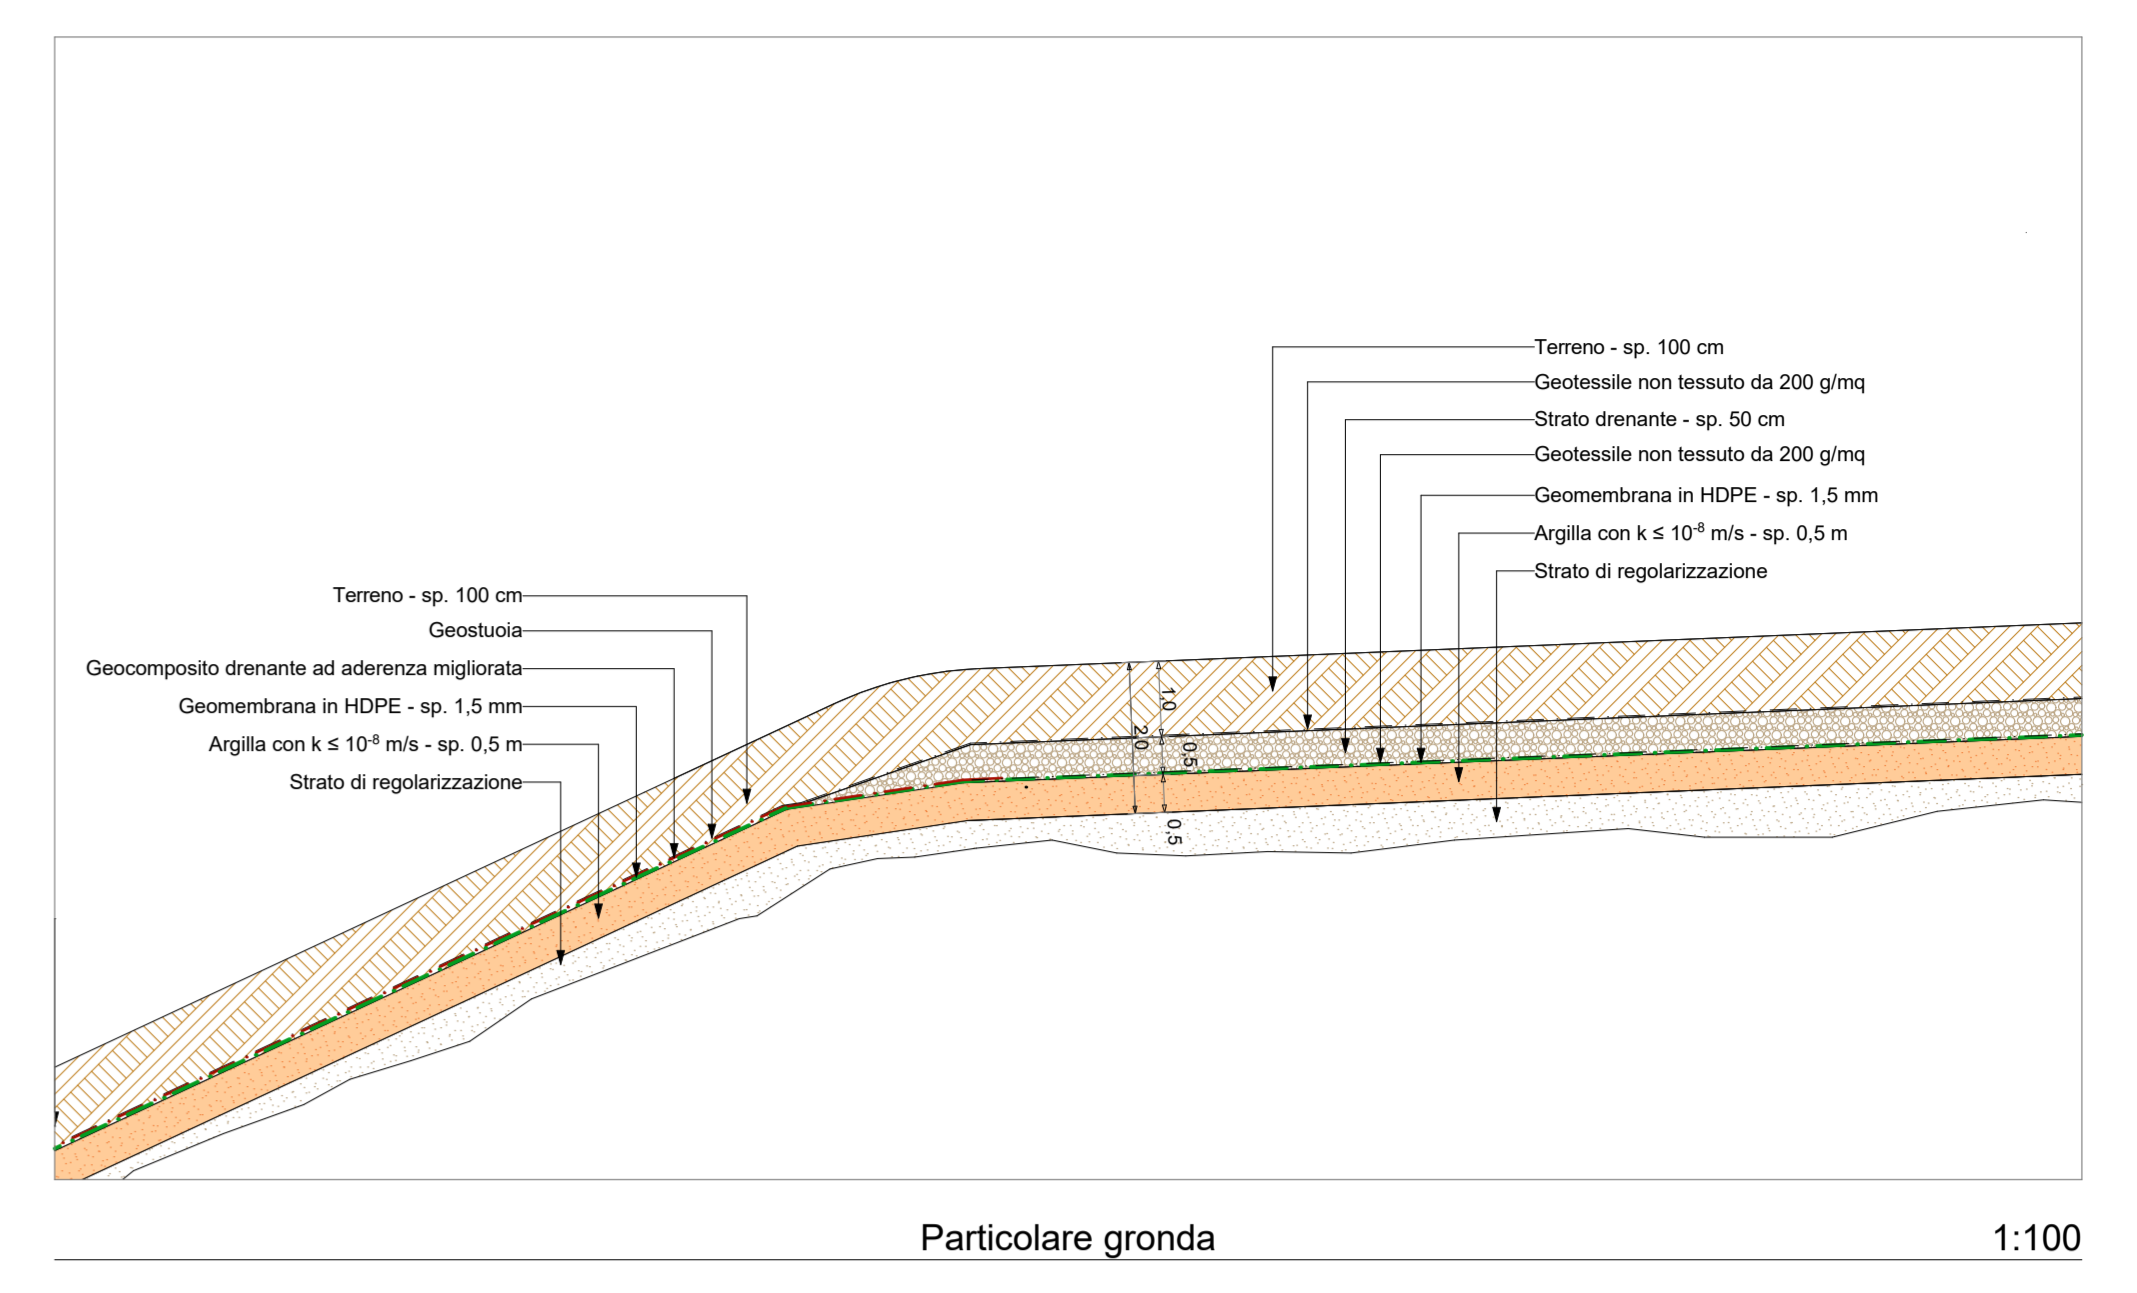 Terreno - sp. 100 cm
Geotessile non tessuto da 200 g/mq
Strato drenante - sp. 50 cm
Geotessile non tessuto da 200 g/mq
Geomembrana in HDPE - sp. 1,5 mm
Argilla con k ≤ 10⁻⁸ m/s - sp. 0,5 m
Strato di regolarizzazione
Terreno - sp. 100 cm
Geostuoia
Geocomposito drenante ad aderenza migliorata
Geomembrana in HDPE - sp. 1,5 mm
Argilla con k ≤ 10⁻⁸ m/s - sp. 0,5 m
Strato di regolarizzazione
1,0
2,0
0,5
0,5
Particolare gronda
1:100